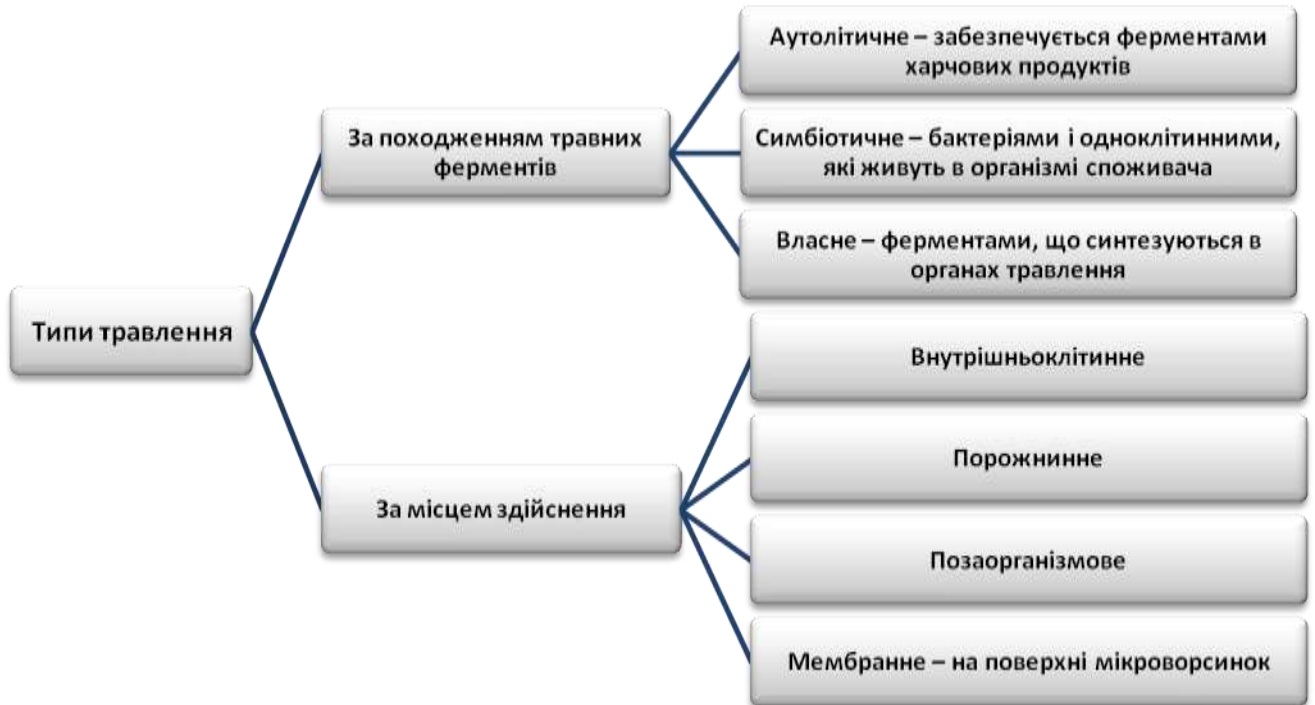 Типи травлення
За походженням травних
ферментів
Аутолітичне – забезпечується ферментами
харчових продуктів
Симбіотичне – бактеріями і одноклітинними,
які живуть в організмі споживача
Власне – ферментами, що синтезуються в
органах травлення
За місцем здійснення
Внутрішньоклітинне
Порожнинне
Позаорганізмове
Мембранне – на поверхні мікроворсинок